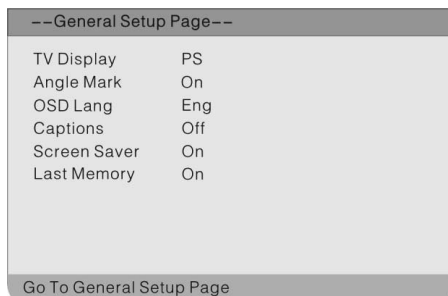 --General Setup Page--
TV Display PS
Angle Mark On
OSD Lang Eng
Captions Off
Screen Saver On
Last Memory On
Go To General Setup Page